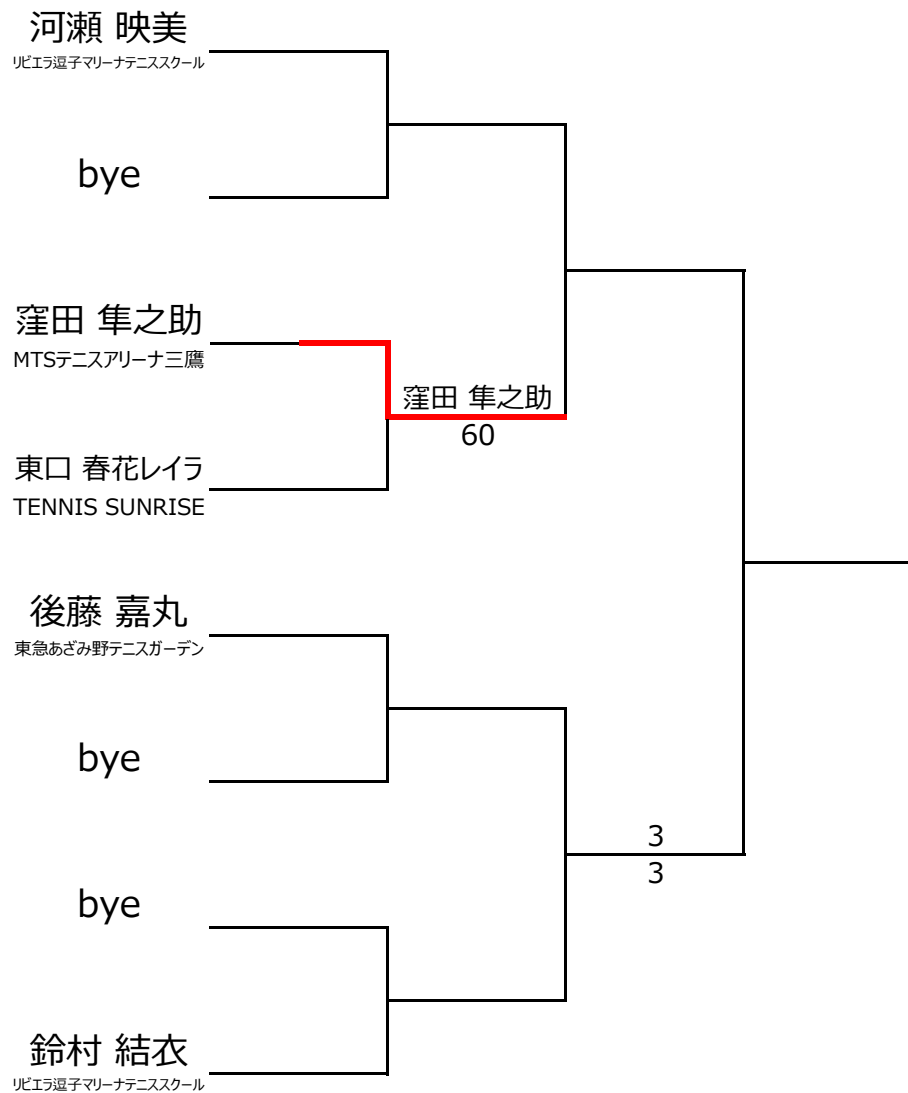 河瀬 映美
リビエラ逗子マリーナテニススクール
bye
窪田 隼之助
MTSテニスアリーナ三鷹
窪田 隼之助
60
東口 春花レイラ
TENNIS SUNRISE
後藤 嘉丸
東急あざみ野テニスガーデン
bye
3
3
bye
鈴村 結衣
リビエラ逗子マリーナテニススクール